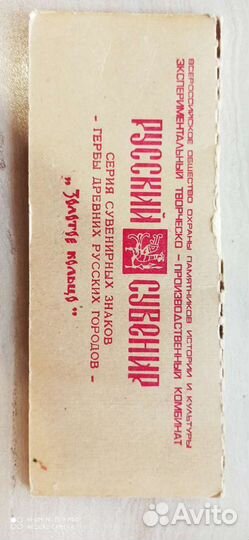 ВСЕРОССИЙСКОЕ ОБЩЕСТВО ОХРАНЫ ПАМЯТНИКОВ ИСТОРИИ И КУЛЬТУРЫ
ЭКСПЕРИМЕНТАЛЬНЫЙ ТВОРЧЕСКО - ПРОИЗВОДСТВЕННЫЙ КОМБИНАТ
РУССКИЙ СУВЕНИР
СЕРИЯ СУВЕНИРНЫХ ЗНАКОВ
- ГЕРБЫ ДРЕВНИХ РУССКИХ ГОРОДОВ -
„Золотое кольцо"
Avito